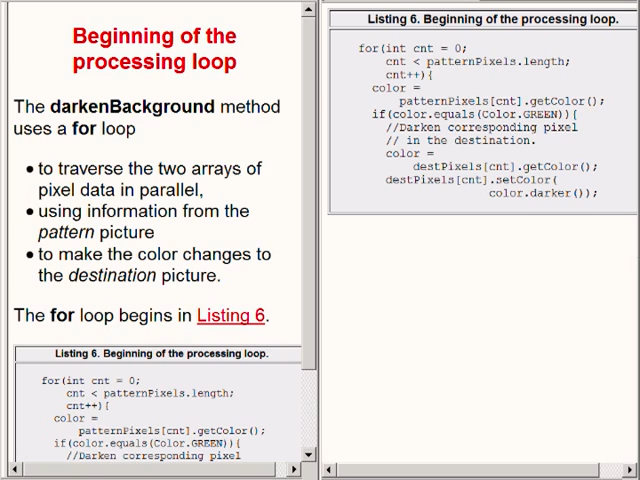 Beginning of the
processing loop
The darkenBackground method
uses a for loop
• to traverse the two arrays of
pixel data in parallel,
• using information from the
pattern picture
• to make the color changes to
the destination picture.
The for loop begins in Listing 6.
Listing 6. Beginning of the processing loop.
for(int cnt = 0;
cnt < patternPixels.length;
cnt++){
color =
patternPixels[cnt].getColor();
if(color.equals(Color.GREEN)){
//Darken corresponding pixel
Listing 6. Beginning of the processing loop.
for(int cnt = 0;
cnt < patternPixels.length;
cnt++){
color =
patternPixels[cnt].getColor();
if(color.equals(Color.GREEN)){
//Darken corresponding pixel
// in the destination.
color =
destPixels[cnt].getColor();
destPixels[cnt].setColor(
color.darker());